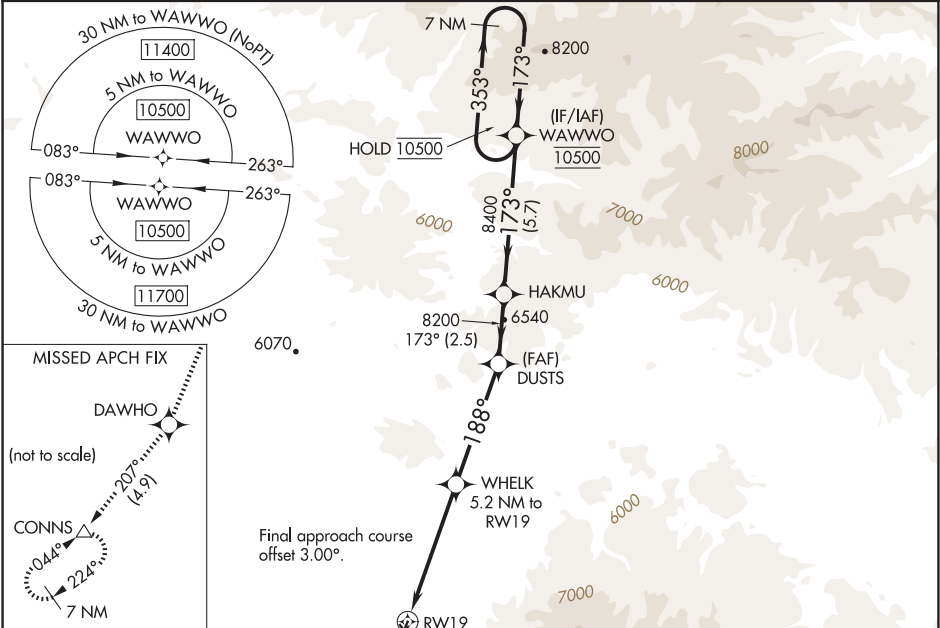 30 NM to WAWWO (NoPT)
11400
5 NM to WAWWO
10500
WAWWO
083°
263°
083°
263°
WAWWO
10500
5 NM to WAWWO
11700
30 NM to WAWWO
7 NM
8200
353°
173°
(IF/IAF)
WAWWO
10500
HOLD 10500
8000
6000
7000
8400
173°
(5.7)
6000
HAKMU
8200
6540
173° (2.5)
6070
(FAF)
DUSTS
188°
WHELK
5.2 NM to
RW19
6000
Final approach course
offset 3.00°.
7000
RW19
MISSED APCH FIX
DAWHO
(not to scale)
207°
(4.9)
CONNS
044°
224°
7 NM